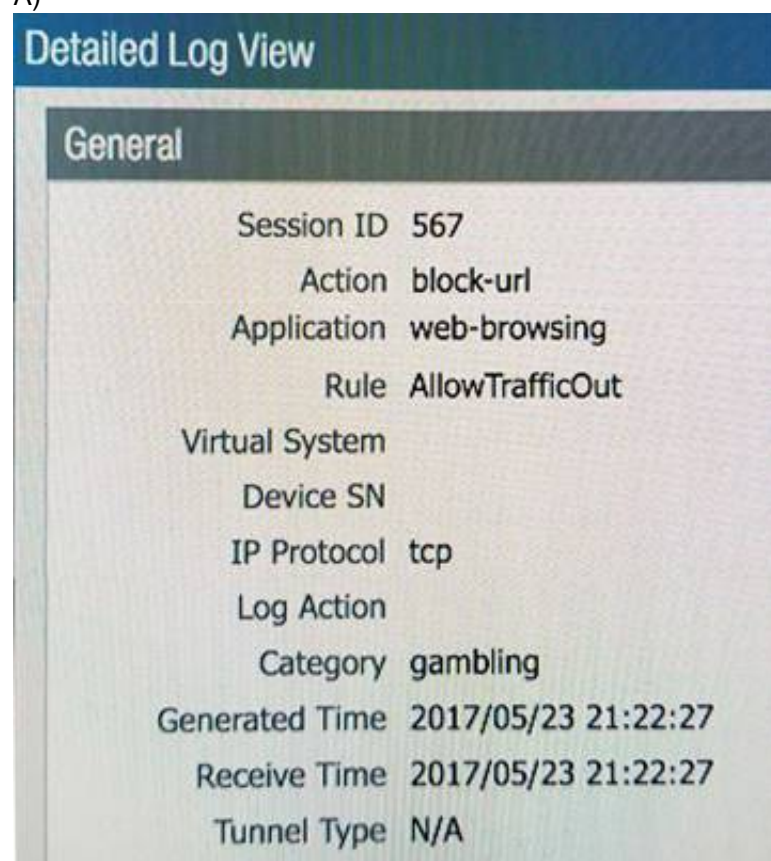 A)
Detailed Log View
General
Session ID 567
Action block-url
Application web-browsing
Rule AllowTrafficOut
Virtual System
Device SN
IP Protocol tcp
Log Action
Category gambling
Generated Time 2017/05/23 21:22:27
Receive Time 2017/05/23 21:22:27
Tunnel Type N/A